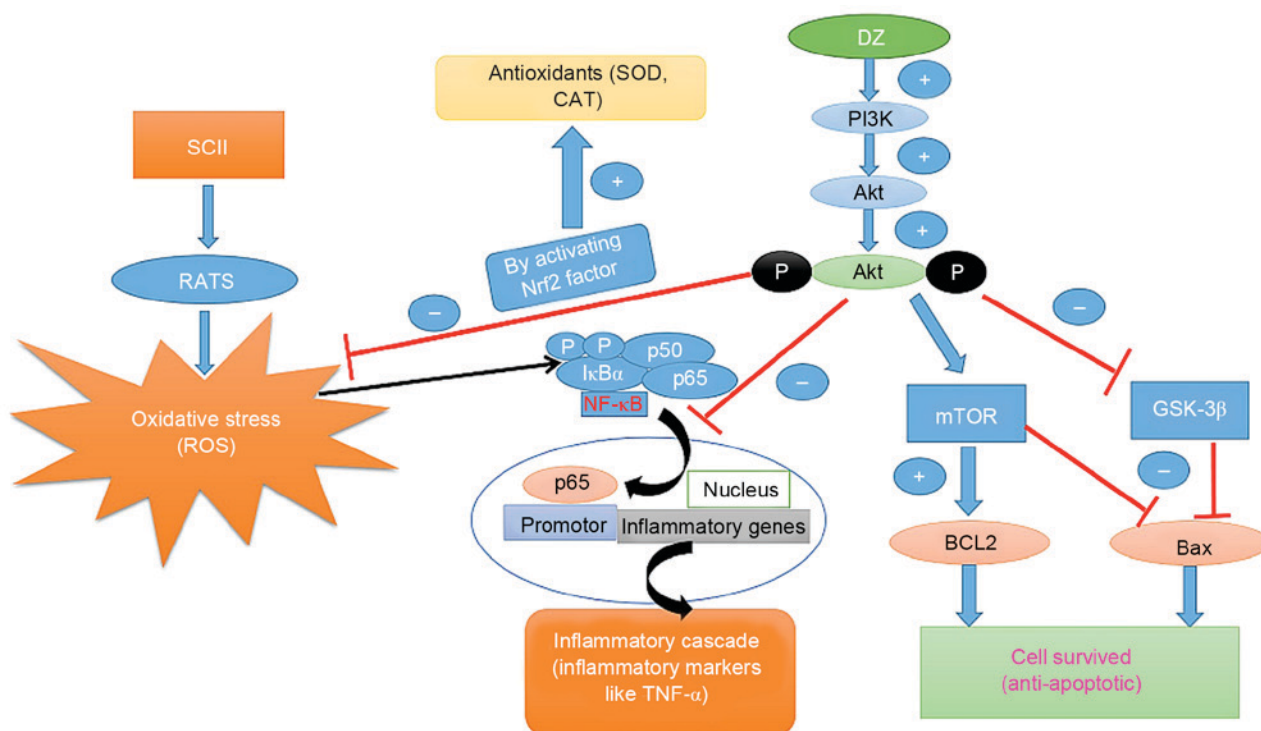 DZ
+
PI3K
+
Akt
+
P
Akt
P
Antioxidants (SOD,
CAT)
+
By activating
Nrf2 factor
SCII
RATS
Oxidative stress
(ROS)
−
P
P
p50
IκBα
p65
NF-κB
−
−
p65
Nucleus
Promotor
Inflammatory genes
Inflammatory cascade
(inflammatory markers
like TNF-α)
mTOR
GSK-3β
+
−
BCL2
Bax
Cell survived
(anti-apoptotic)